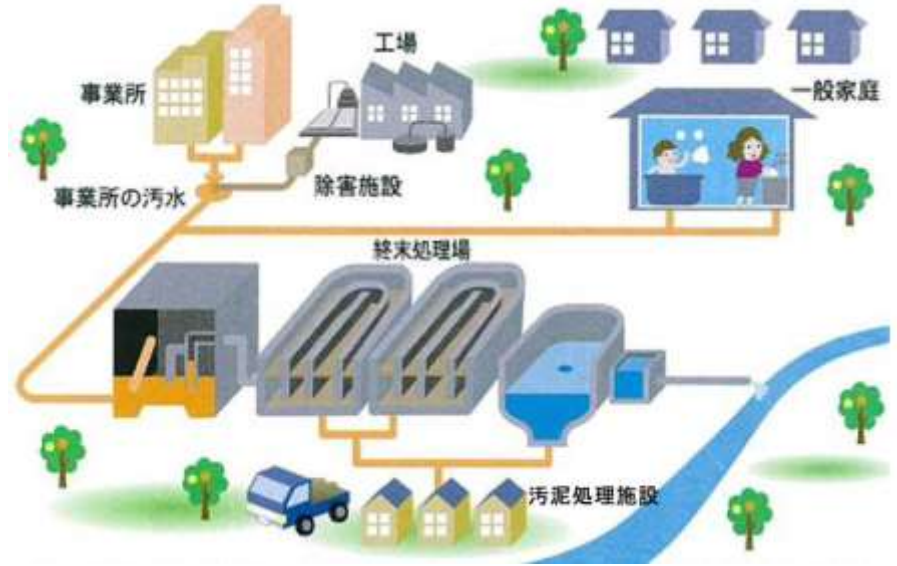 工場
事業所
一般家庭
除害施設
事業所の汚水
終末処理場
汚泥処理施設